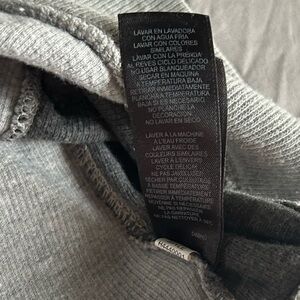 LAVAR EN LAVADORA
CON AGUA FRIA
LAVAR CON COLORES
SIMILARES
LAVAR CON LA PRENDA
AL REVES CICLO DELICADO
NO USAR BLANQUEADOR
SECAR EN MAQUINA
A TEMPERATURA BAJA
RETIRAR INMEDIATAMENTE
PLANCHA A TEMPERATURA
BAJA SI ES NECESARIO
NO PLANCHAR LA
DECORACION
NO LAVAR EN SECO
LAVER A LA MACHINE
A L'EAU FROIDE
LAVER AVEC DES
COULEURS SIMILAIRES
LAVER A L'ENVERS
CYCLE DELICAT
NE PAS JAVELLISER
SECHER PAR CULBUTAGE
A BASSE TEMPERATURE
RETIRER IMMEDIATEMENT
REPASSER A TEMPERATURE
MOYENNE SI NECESSAIRE
NE PAS REPASSER
LA GARNITURE
NE PAS NETTOYER A SEC